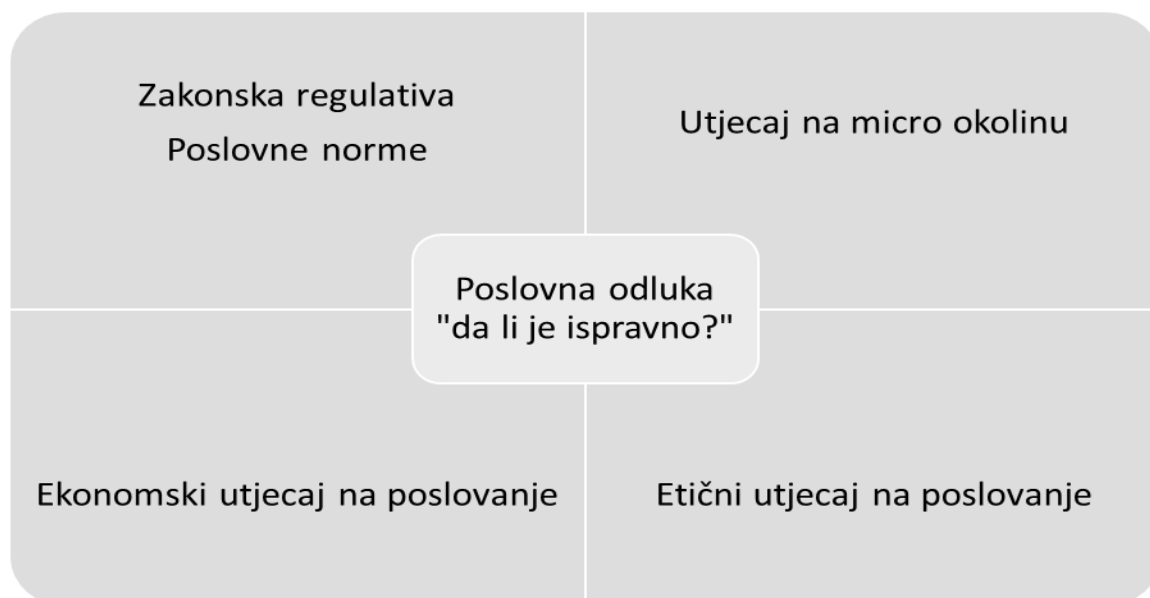 Zakonska regulativa
Poslovne norme
Utjecaj na micro okolinu
Poslovna odluka
"da li je ispravno?"
Ekonomski utjecaj na poslovanje
Etični utjecaj na poslovanje